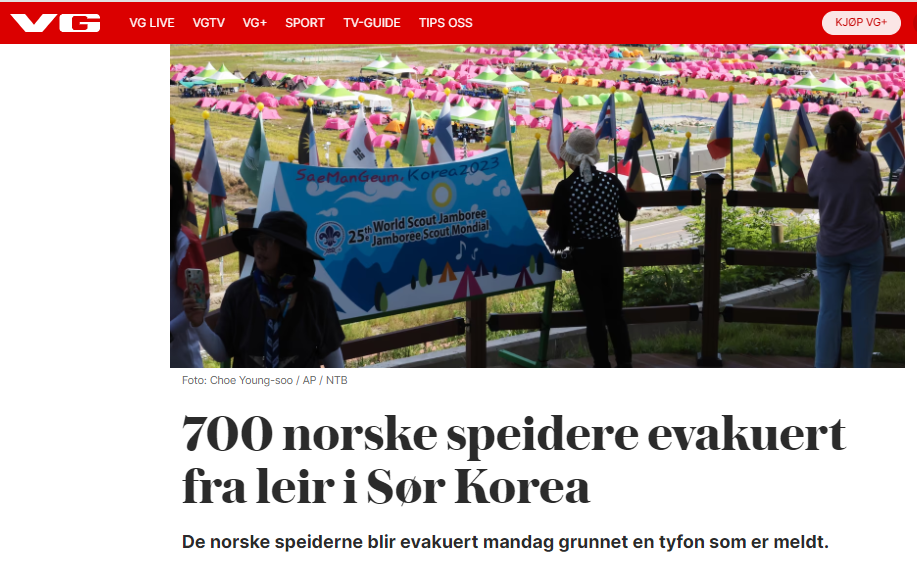 VG
VG LIVE VGTV VG+ SPORT TV-GUIDE TIPS OSS
KJØP VG+
SaeManGeum, Korea 2023
25th World Scout Jamboree
25e Jamboree Scout Mondial
Foto: Choe Young-soo / AP / NTB
700 norske speidere evakuert
fra leir i Sør Korea
De norske speiderne blir evakuert mandag grunnet en tyfon som er meldt.